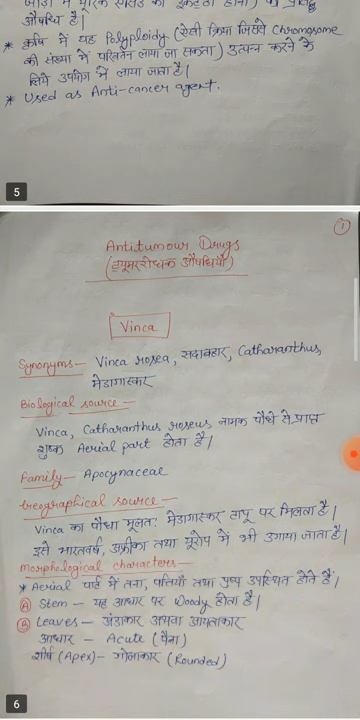 औषधि है।
* कृषि में यह Polyploidy (ऐसी क्रिया जिससे Chromosome
की संख्या में परिवर्तन लाया जा सकता) उत्पन्न करने के
लिये उपयोग में लाया जाता है।
* Used as Anti-cancer agent.
5
1
Antitumour Drugs
(ट्यूमररोधक औषधियाँ)
Vinca
Synonyms— Vinca rosea, सदाबहार, Catharanthus,
मेडागास्कर
Biological source—
Vinca, Catharanthus roseus नामक पौधे से प्राप्त
शुष्क Aerial part होता है।
Family— Apocynaceae
Geographical source—
Vinca का पौधा मूलतः मेडागास्कर टापू पर मिलता है।
इसे भारतवर्ष, अफ्रीका तथा यूरोप में भी उगाया जाता है।
Morphological characters—
* Aerial पार्ट में तना, पत्तियाँ तथा पुष्प उपस्थित होते हैं।
A Stem — यह आधार पर Woody होता है।
B Leaves— अंडाकार अथवा आयताकार
आधार — Acute (पैना)
शीर्ष (Apex)— गोलाकार (Rounded)
6